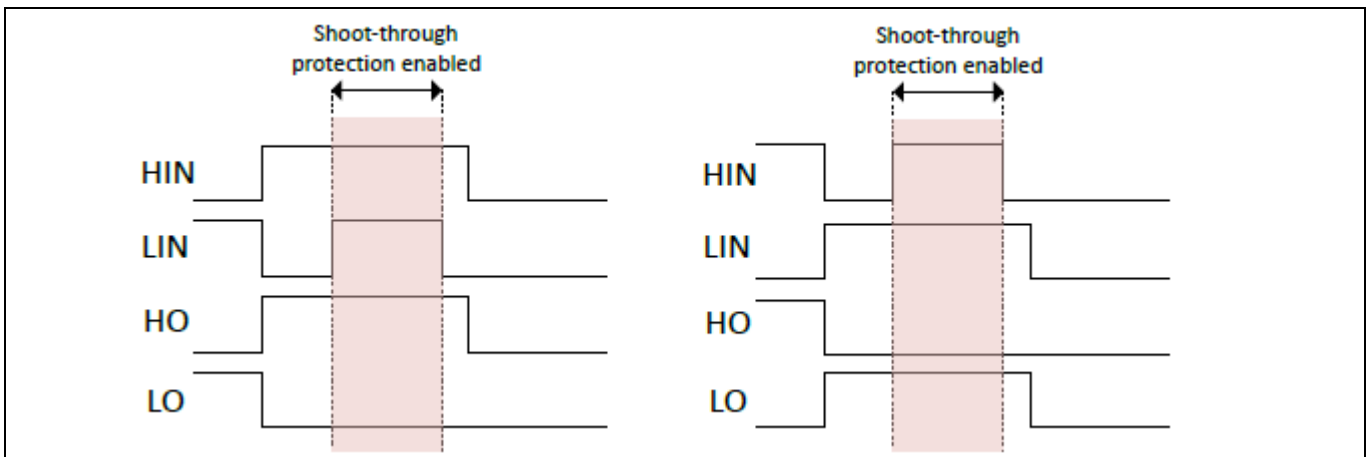 Shoot-through
protection enabled
HIN
LIN
HO
LO
Shoot-through
protection enabled
HIN
LIN
HO
LO